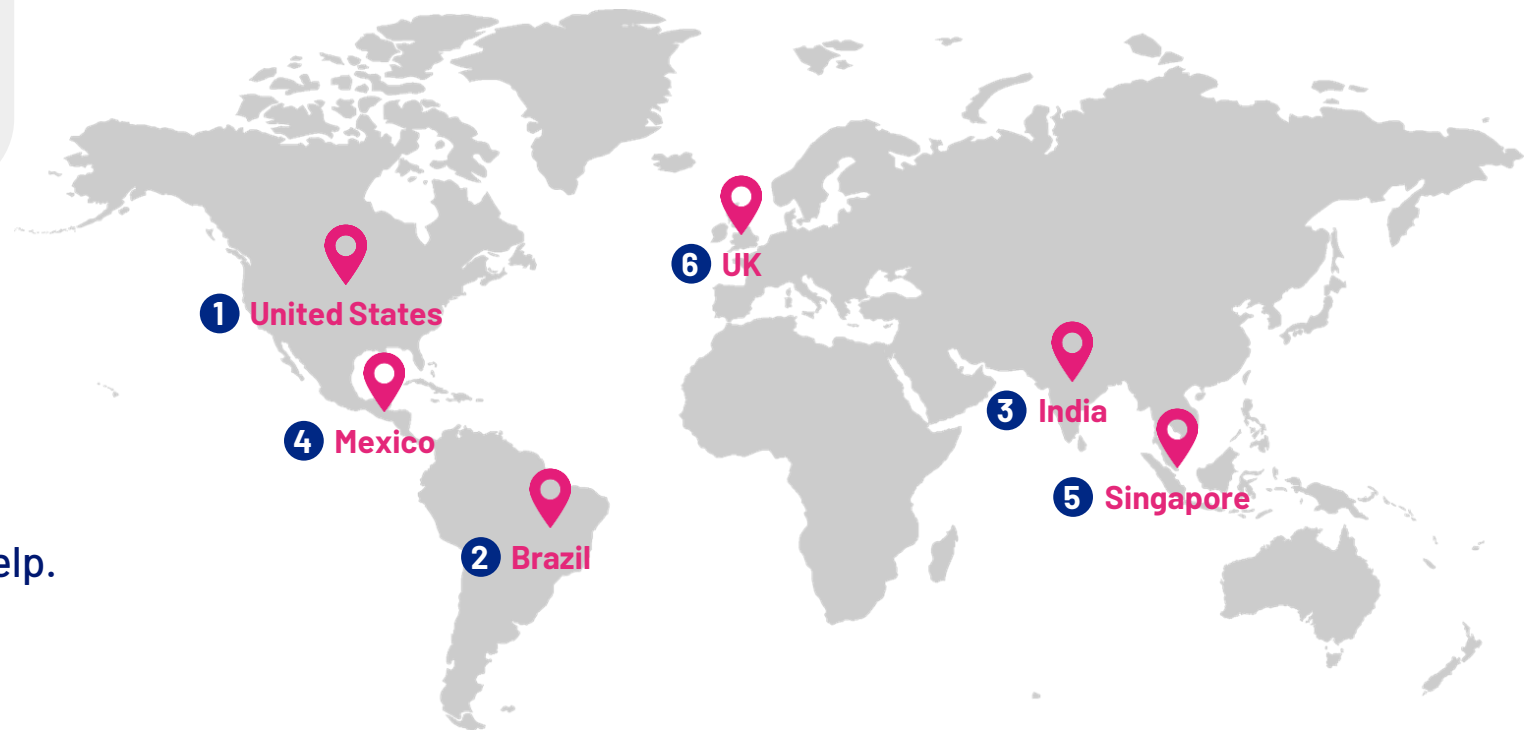 6 UK
1 United States
3 India
4 Mexico
5 Singapore
2 Brazil
elp.